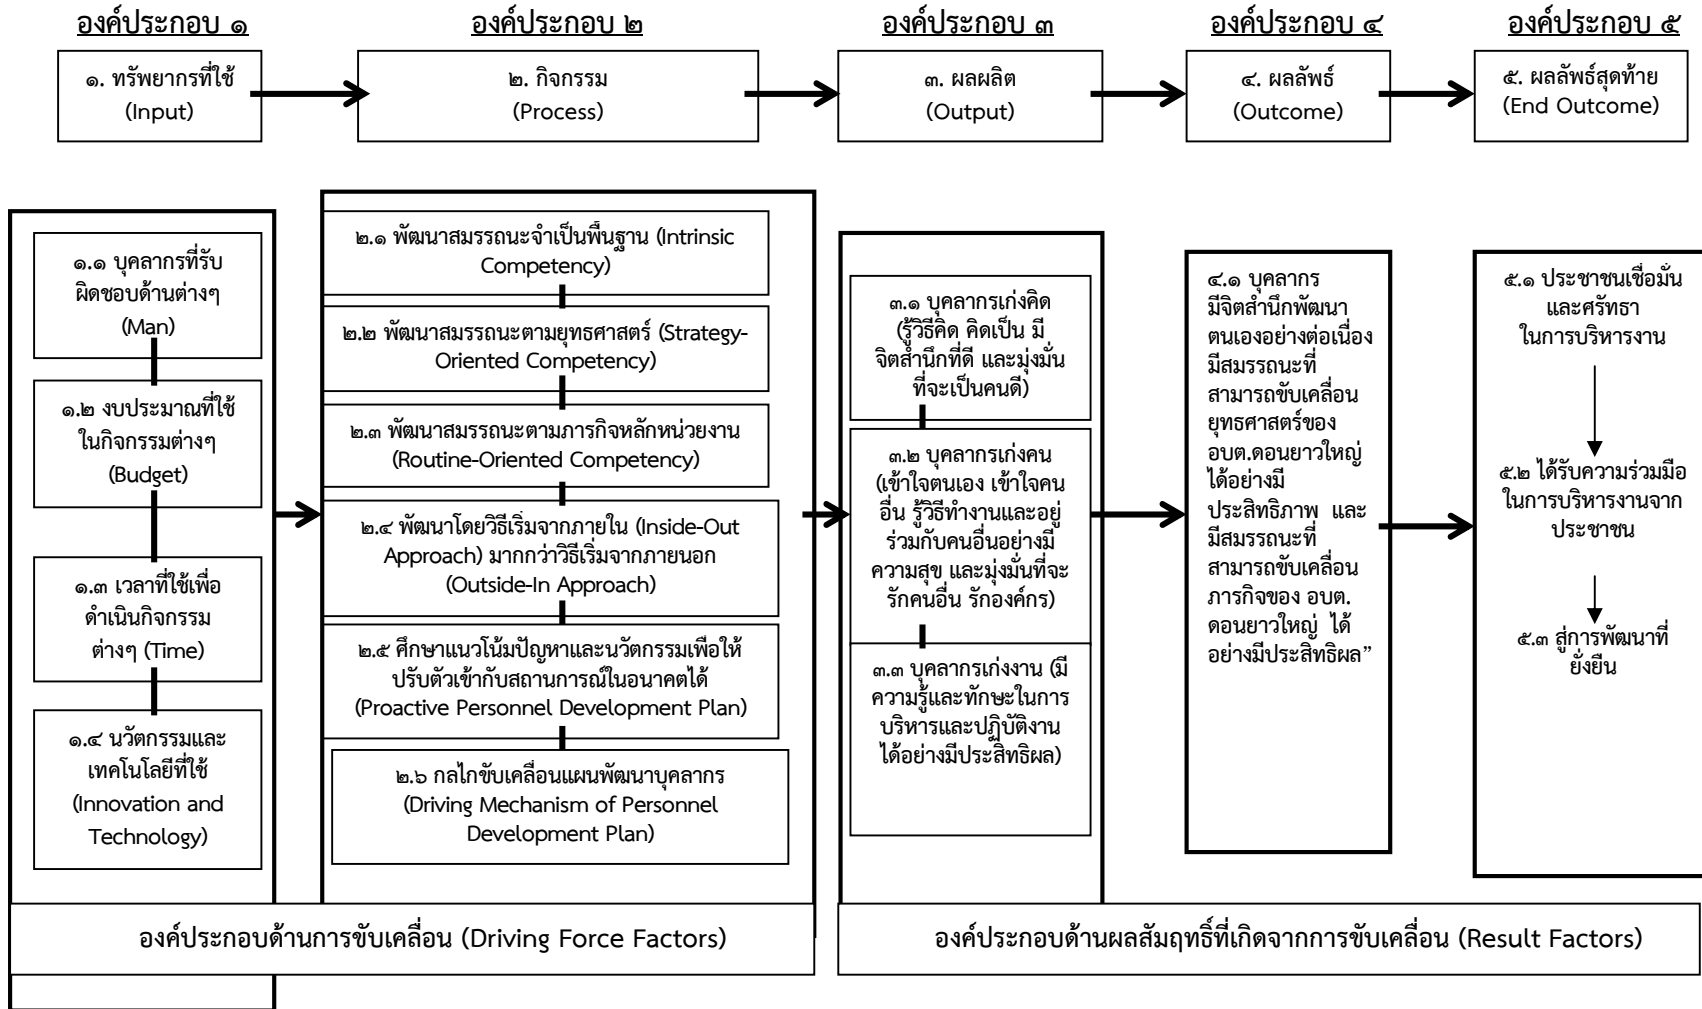 องค์ประกอบ ๑
องค์ประกอบ ๒
องค์ประกอบ ๓
องค์ประกอบ ๔
องค์ประกอบ ๕
๑. ทรัพยากรที่ใช้
(Input)
๒. กิจกรรม
(Process)
๓. ผลผลิต
(Output)
๔. ผลลัพธ์
(Outcome)
๕. ผลลัพธ์สุดท้าย
(End Outcome)
๑.๑ บุคลากรที่รับ
ผิดชอบด้านต่างๆ
(Man)
๑.๒ งบประมาณที่ใช้
ในกิจกรรมต่างๆ
(Budget)
๑.๓ เวลาที่ใช้เพื่อ
ดำเนินกิจกรรม
ต่างๆ (Time)
๑.๔ นวัตกรรมและ
เทคโนโลยีที่ใช้
(Innovation and
Technology)
๒.๑ พัฒนาสมรรถนะจำเป็นพื้นฐาน (Intrinsic
Competency)
๒.๒ พัฒนาสมรรถนะตามยุทธศาสตร์ (Strategy-
Oriented Competency)
๒.๓ พัฒนาสมรรถนะตามภารกิจหลักหน่วยงาน
(Routine-Oriented Competency)
๒.๔ พัฒนาโดยวิธีเริ่มจากภายใน (Inside-Out
Approach) มากกว่าวิธีเริ่มจากภายนอก
(Outside-In Approach)
๒.๕ ศึกษาแนวโน้มปัญหาและนวัตกรรมเพื่อให้
ปรับตัวเข้ากับสถานการณ์ในอนาคตได้
(Proactive Personnel Development Plan)
๒.๖ กลไกขับเคลื่อนแผนพัฒนาบุคลากร
(Driving Mechanism of Personnel
Development Plan)
๓.๑ บุคลากรเก่งคิด
(รู้วิธีคิด คิดเป็น มี
จิตสำนึกที่ดี และมุ่งมั่น
ที่จะเป็นคนดี)
๓.๒ บุคลากรเก่งคน
(เข้าใจตนเอง เข้าใจคน
อื่น รู้วิธีทำงานและอยู่
ร่วมกับคนอื่นอย่างมี
ความสุข และมุ่งมั่นที่จะ
รักคนอื่น รักองค์กร)
๓.๓ บุคลากรเก่งงาน (มี
ความรู้และทักษะในการ
บริหารและปฏิบัติงาน
ได้อย่างมีประสิทธิผล)
๔.๑ บุคลากร
มีจิตสำนึกพัฒนา
ตนเองอย่างต่อเนื่อง
มีสมรรถนะที่
สามารถขับเคลื่อน
ยุทธศาสตร์ของ
อบต.ดอนยาวใหญ่
ได้อย่างมี
ประสิทธิภาพ และ
มีสมรรถนะที่
สามารถขับเคลื่อน
ภารกิจของ อบต.
ดอนยาวใหญ่ ได้
อย่างมีประสิทธิผล”
๕.๑ ประชาชนเชื่อมั่น
และศรัทธา
ในการบริหารงาน
๕.๒ ได้รับความร่วมมือ
ในการบริหารงานจาก
ประชาชน
๕.๓ สู่การพัฒนาที่
ยั่งยืน
องค์ประกอบด้านการขับเคลื่อน (Driving Force Factors)
องค์ประกอบด้านผลสัมฤทธิ์ที่เกิดจากการขับเคลื่อน (Result Factors)